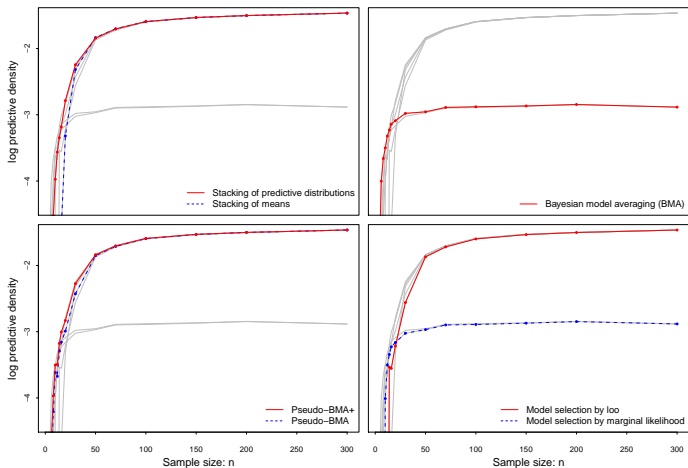 log predictive density
−2
−3
−4
Stacking of predictive distributions
Stacking of means
Bayesian model averaging (BMA)
log predictive density
−2
−3
−4
Pseudo−BMA+
Pseudo−BMA
0 50 100 150 200 250 300
Sample size: n
Model selection by loo
Model selection by marginal likelihood
0 50 100 150 200 250 300
Sample size: n